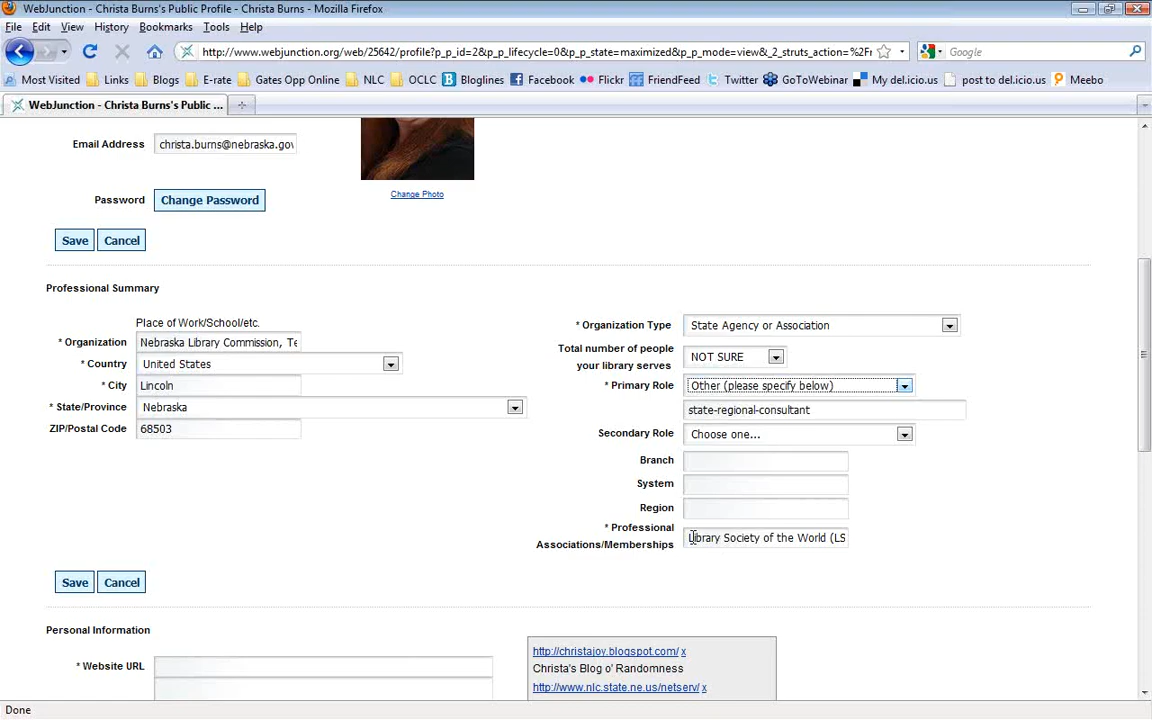 WebJunction - Christa Burns's Public Profile - Christa Burns - Mozilla Firefox
File Edit View History Bookmarks Tools Help
http://www.webjunction.org/web/25642/profile?p_p_id=2&p_p_lifecycle=0&p_p_state=maximized&p_p_mode=view&_2_struts_action=%2F
Google
Most Visited Links Blogs E-rate Gates Opp Online NLC OCLC Bloglines Facebook Flickr FriendFeed Twitter GoToWebinar My del.icio.us post to del.icio.us Meebo
WebJunction - Christa Burns's Public ...
Email Address christa.burns@nebraska.gov
Change Photo
Password Change Password
Save Cancel
Professional Summary
Place of Work/School/etc.
* Organization Nebraska Library Commission, Te
* Country United States
* City Lincoln
* State/Province Nebraska
ZIP/Postal Code 68503
* Organization Type State Agency or Association
Total number of people
your library serves NOT SURE
* Primary Role Other (please specify below)
state-regional-consultant
Secondary Role Choose one...
Branch
System
Region
* Professional
Associations/Memberships Library Society of the World (LS
Save Cancel
Personal Information
* Website URL
http://christajoy.blogspot.com/ x
Christa's Blog o' Randomness
http://www.nlc.state.ne.us/netserv/ x
Done